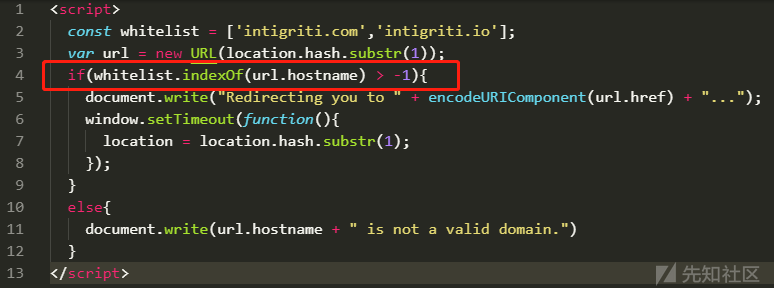 1 <script>
2 const whitelist = ['intigriti.com','intigriti.io'];
3 var url = new URL(location.hash.substr(1));
4 if(whitelist.indexOf(url.hostname) > -1){
5 document.write("Redirecting you to " + encodeURIComponent(url.href) + "...");
6 window.setTimeout(function(){
7 location = location.hash.substr(1);
8 });
9 }
10 else{
11 document.write(url.hostname + " is not a valid domain.")
12 }
13 </script>
先知社区